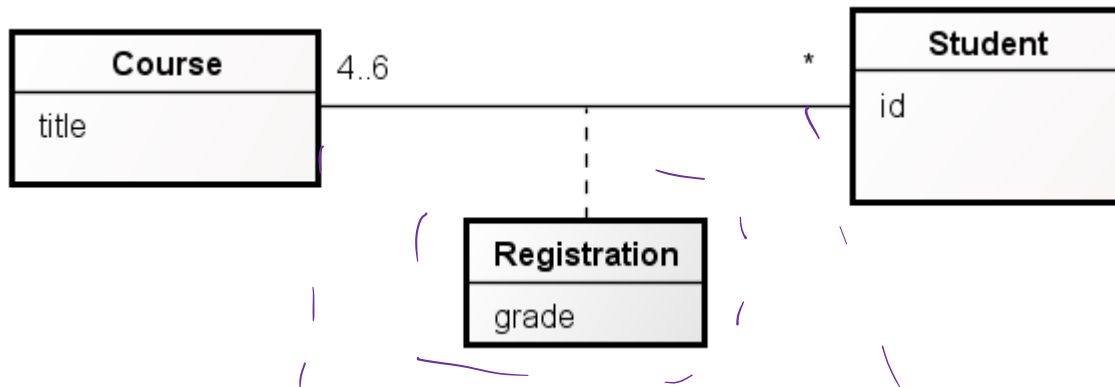 Course
title
4..6
*
Student
id
Registration
grade